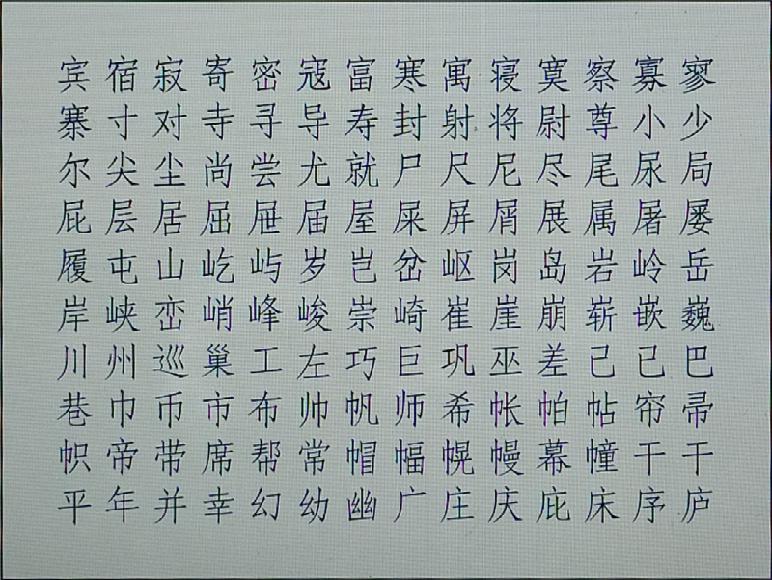 宾宿寂寄密寇富寒寓寝寞察寡寥
寨寸对寺寻导寿封射将尉尊小少
尔尖尘尚尝尤就尸尺尼尽尾尿局
屁层居屈屉届屋屎屏屑展属屠屡
履屯山屹屿岁岂岔岖岗岛岩岭岳
岸峡峦峭峰峻崇崎崔崖崩崭嵌巍
川州巡巢工左巧巨巩巫差己已巴
巷巾币市布帅帆师希帐帕帖帘帚
帜帝带席帮常帽幅幌幔幕幢干干
平年并幸幻幼幽广庄庆庇床序庐